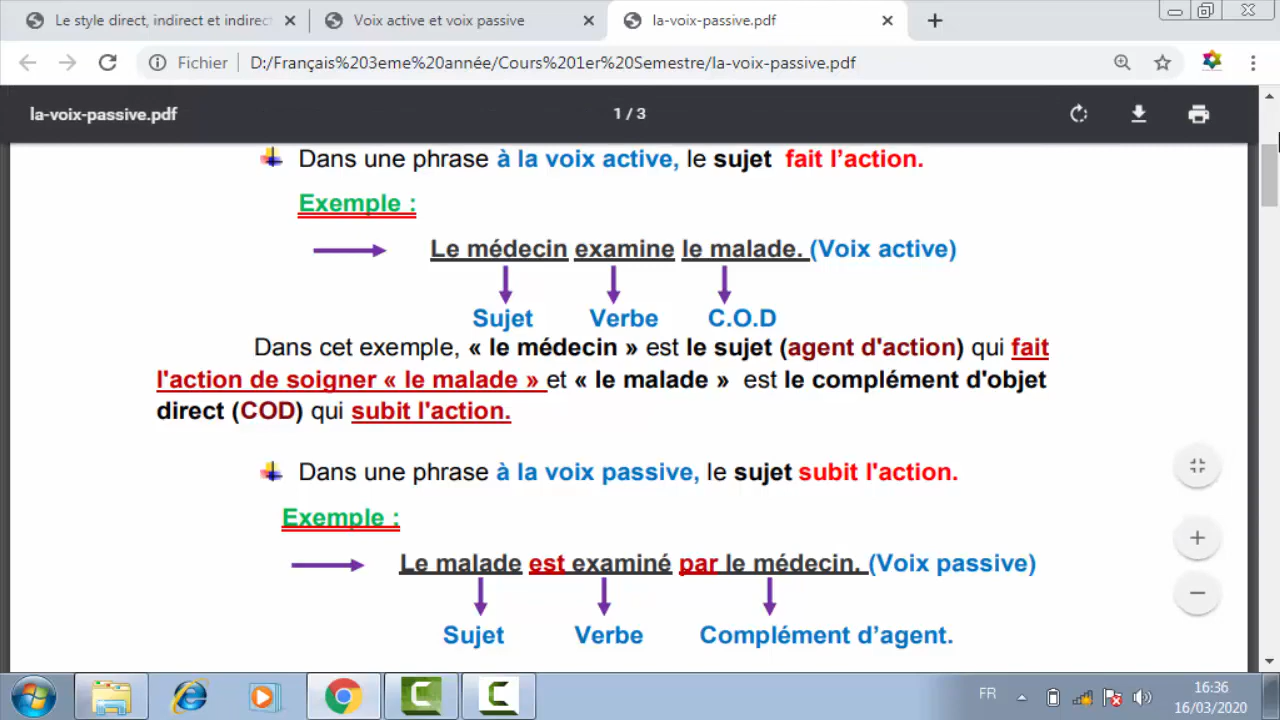 Le style direct, indirect et indirec
Voix active et voix passive
la-voix-passive.pdf
Fichier
D:/Français%203eme%20année/Cours%201er%20Semestre/la-voix-passive.pdf
la-voix-passive.pdf
1 / 3
Dans une phrase à la voix active, le sujet fait l'action.
Exemple :
Le médecin examine le malade. (Voix active)
Sujet Verbe C.O.D
Dans cet exemple, « le médecin » est le sujet (agent d'action) qui fait
l'action de soigner « le malade » et « le malade » est le complément d'objet
direct (COD) qui subit l'action.
Dans une phrase à la voix passive, le sujet subit l'action.
Exemple :
Le malade est examiné par le médecin. (Voix passive)
Sujet Verbe Complément d'agent.
FR
16:36
16/03/2020